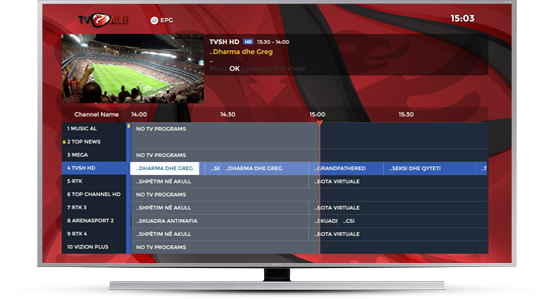 TV ALB EPG 15:03
TVSH HD HD 15:30 - 14:00
..Dharma dhe Greg
..
Press OK to watch this show
Channel Name 14:00 14:30 15:00 15:30
1 MUSIC AL NO TV PROGRAMS
2 TOP NEWS
3 MEGA NO TV PROGRAMS
4 TVSH HD ..DHARMA DHE GREG ..SE ..DHARMA DHE GREG ..GRANDFATHERED ..SEKSI DHE QYTETI ..T
5 RTK ..SHPËTIM NË AKULL ..BOTA VIRTUALE
6 TOP CHANNEL HD NO TV PROGRAMS
7 RTK 3 ..SHPËTIM NË AKULL ..BOTA VIRTUALE
8 ARENASPORT 2 ..SKUADRA ANTIMAFIA ..SKUADI ..CSI
9 RTK 4 ..SHPËTIM NË AKULL ..BOTA VIRTUALE
10 VIZION PLUS NO TV PROGRAMS